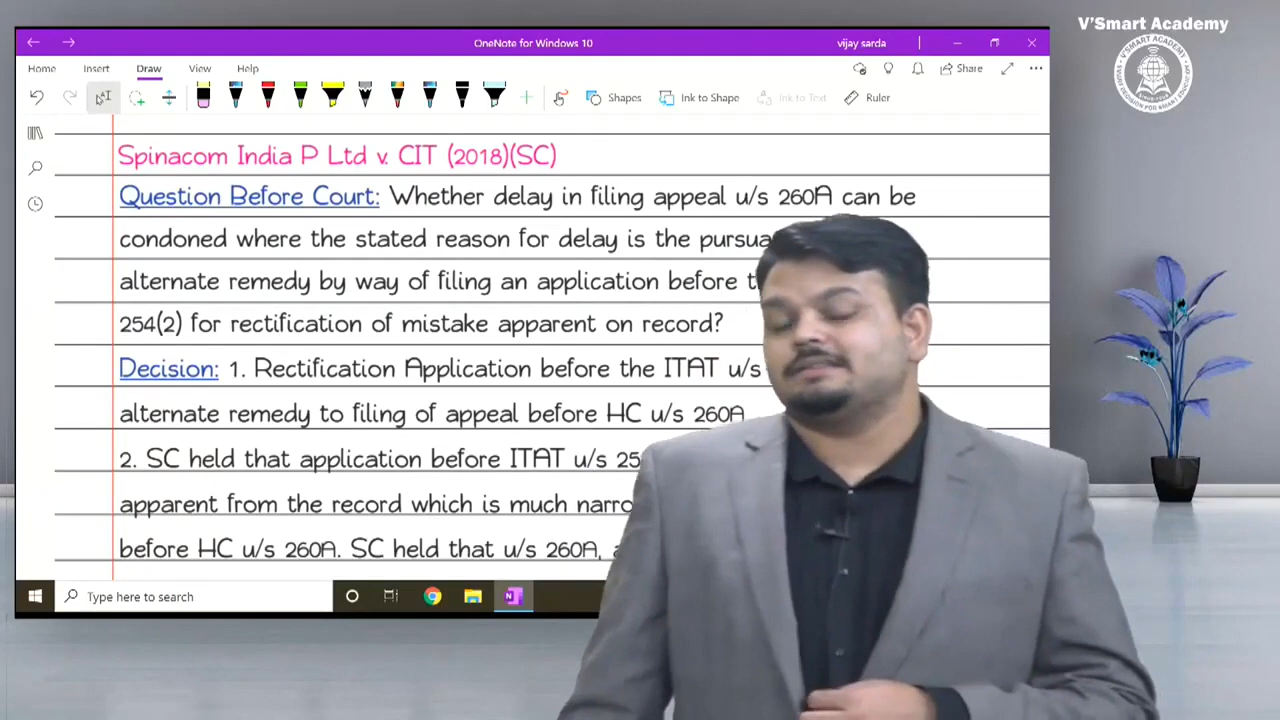 V'Smart Academy
OneNote for Windows 10
vijay sarda
Home Insert Draw View Help
Share
Shapes Ink to Shape Ink to Text Ruler
Spinacom India P Ltd v. CIT (2018)(SC)
Question Before Court: Whether delay in filing appeal u/s 260A can be
condoned where the stated reason for delay is the
alternate remedy by way of filing an application before
254(2) for rectification of mistake apparent on record?
Decision: 1. Rectification Application before the ITAT u/s
alternate remedy to filing of appeal before HC u/s 260A
2. SC held that application before ITAT u/s
apparent from the record which is much
before HC u/s 260A. SC held that u/s 260A,
Type here to search